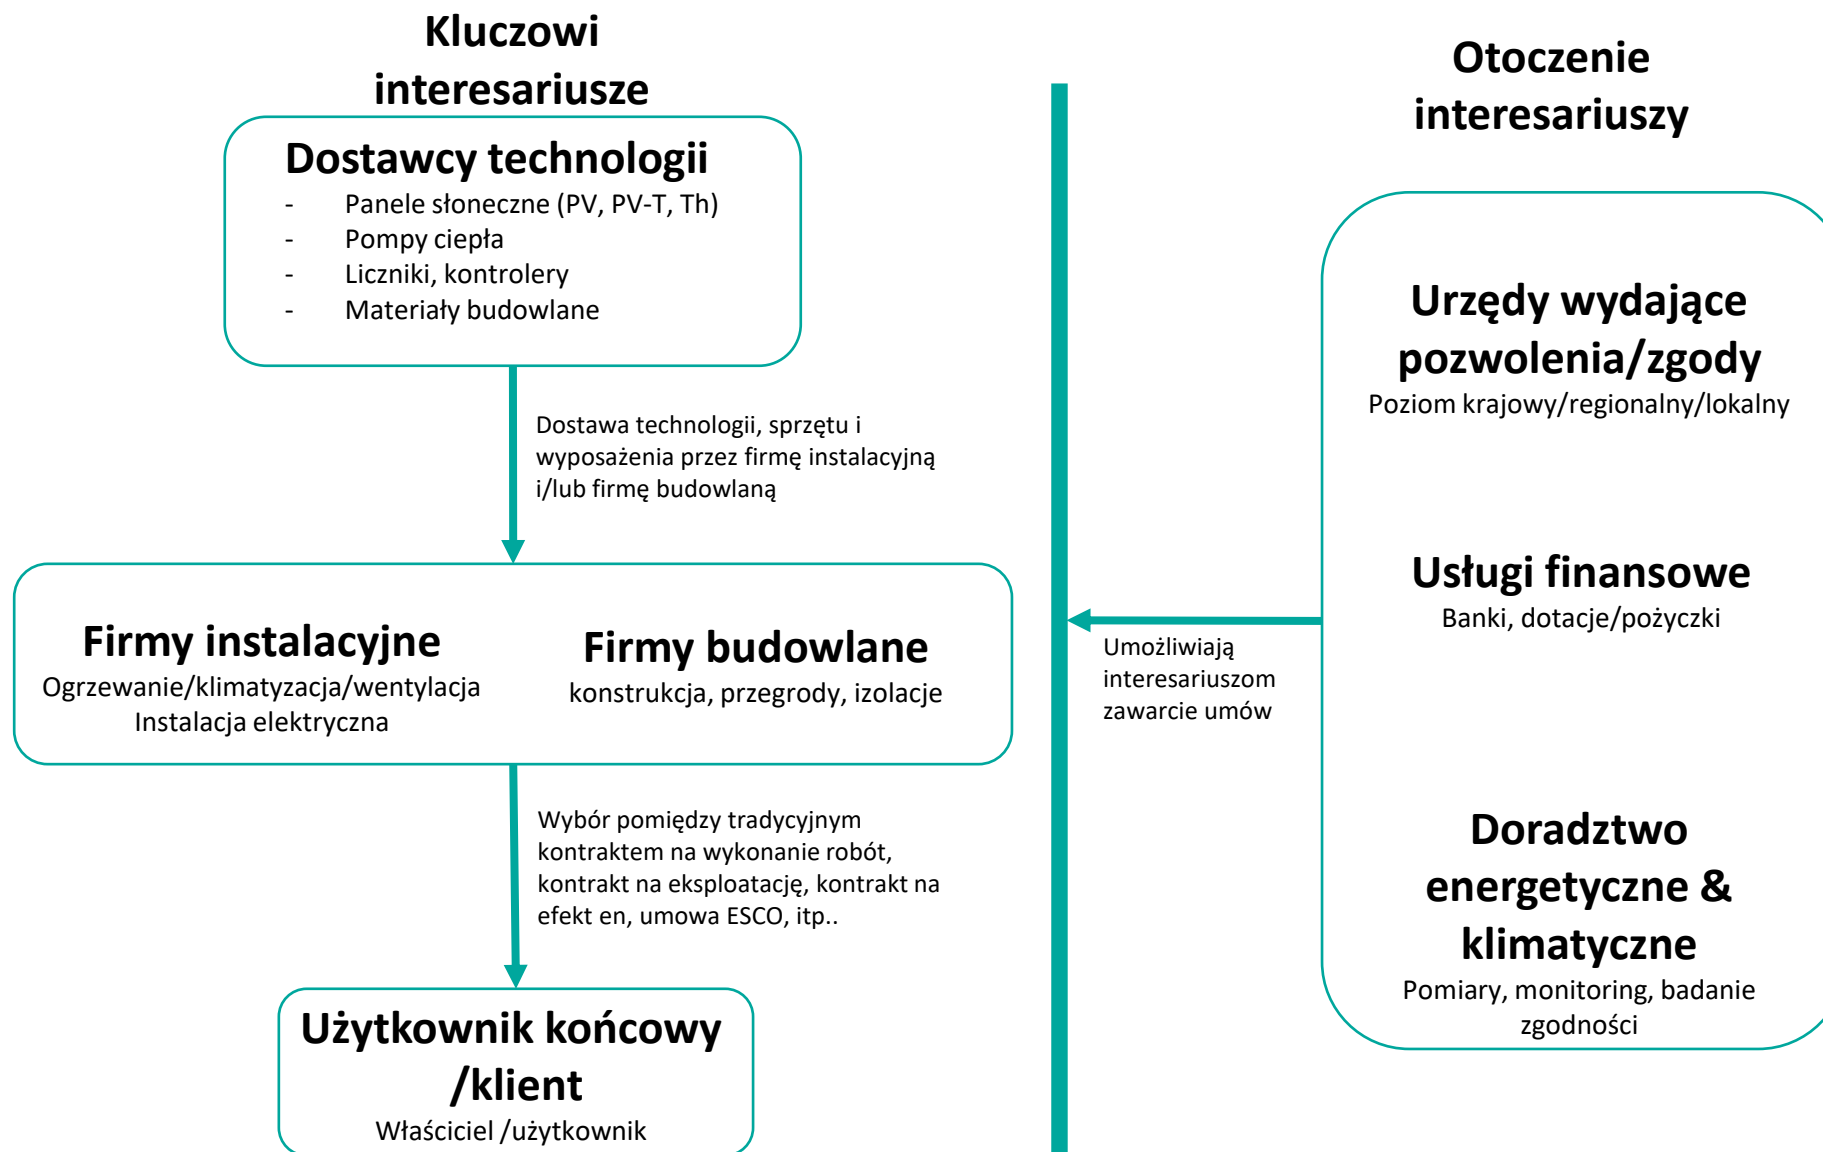 Kluczowi
interesariusze
Dostawcy technologii
- Panele słoneczne (PV, PV-T, Th)
- Pompy ciepła
- Liczniki, kontrolery
- Materiały budowlane
Dostawa technologii, sprzętu i
wyposażenia przez firmę instalacyjną
i/lub firmę budowlaną
Firmy instalacyjne
Ogrzewanie/klimatyzacja/wentylacja
Instalacja elektryczna
Firmy budowlane
konstrukcja, przegrody, izolacje
Wybór pomiędzy tradycyjnym
kontraktem na wykonanie robót,
kontrakt na eksploatację, kontrakt na
efekt en, umowa ESCO, itp..
Użytkownik końcowy
/klient
Właściciel /użytkownik
Otoczenie
interesariuszy
Urzędy wydające
pozwolenia/zgody
Poziom krajowy/regionalny/lokalny
Usługi finansowe
Banki, dotacje/pożyczki
Umożliwiają
interesariuszom
zawarcie umów
Doradztwo
energetyczne &
klimatyczne
Pomiary, monitoring, badanie
zgodności